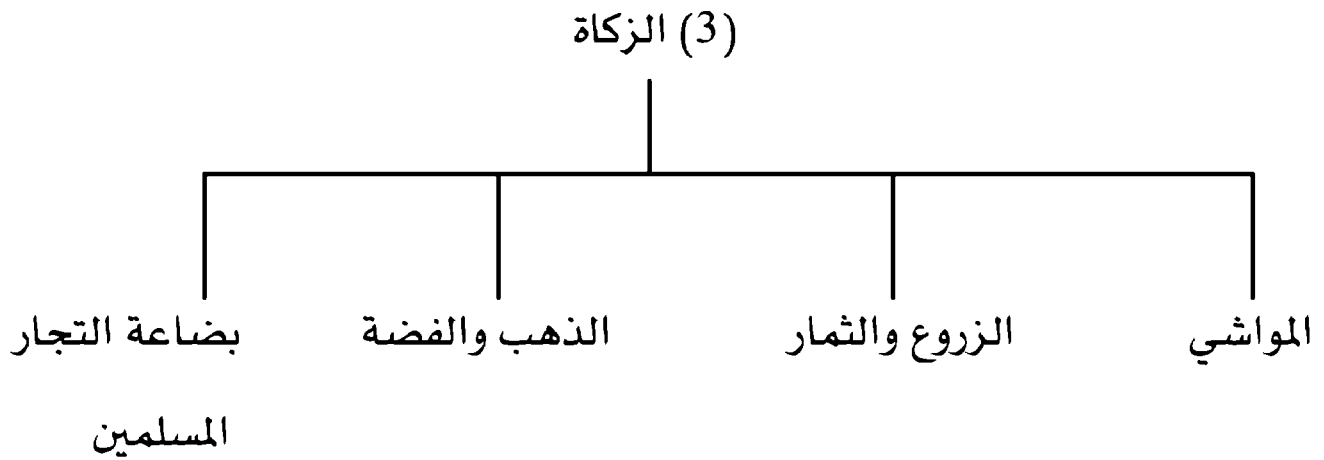 (3) الزكاة
المواشي
الزروع والثمار
الذهب والفضة
بضاعة التجار
المسلمين